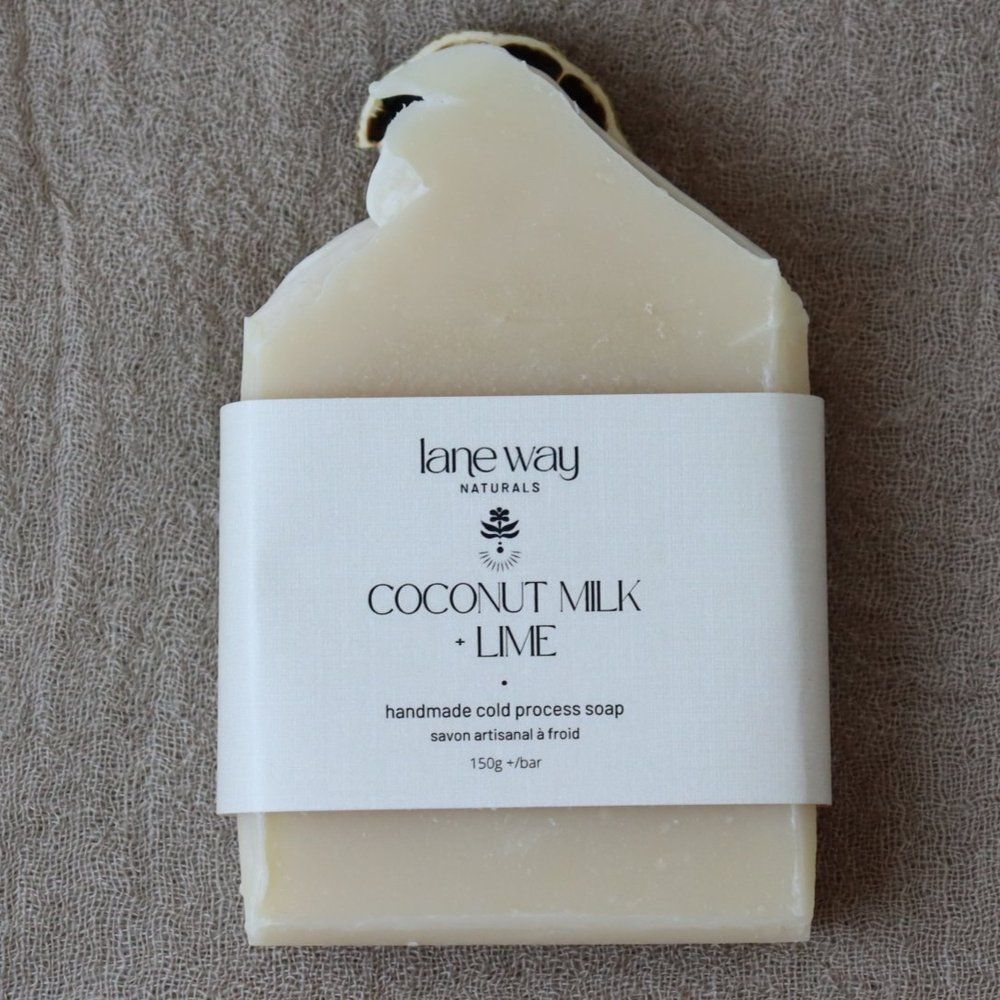 lane way
NATURALS
COCONUT MILK
+ LIME
handmade cold process soap
savon artisanal à froid
150g +/bar